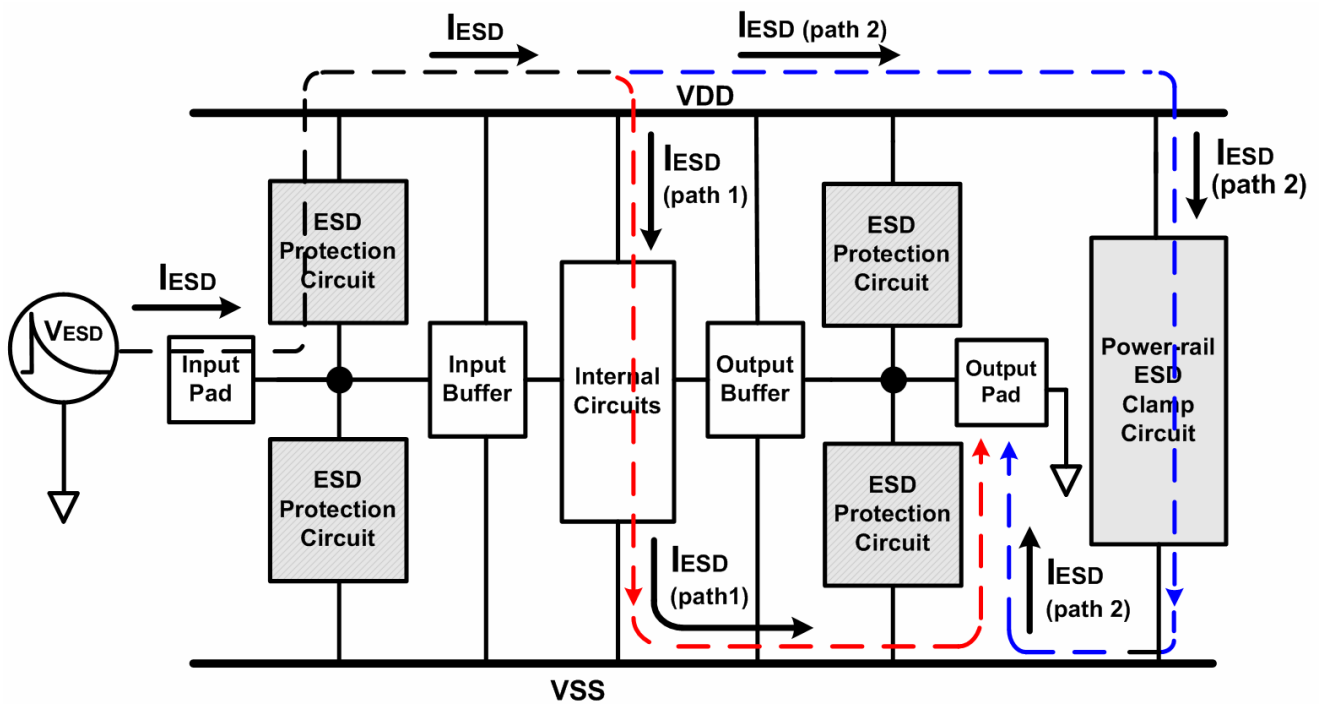 IESD
IESD (path 2)
VDD
IESD
(path 1)
IESD
(path 2)
ESD
Protection
Circuit
ESD
Protection
Circuit
IESD
VESD
Input
Pad
Input
Buffer
Internal
Circuits
Output
Buffer
Output
Pad
Power-rail
ESD
Clamp
Circuit
ESD
Protection
Circuit
ESD
Protection
Circuit
IESD
(path1)
IESD
(path 2)
VSS